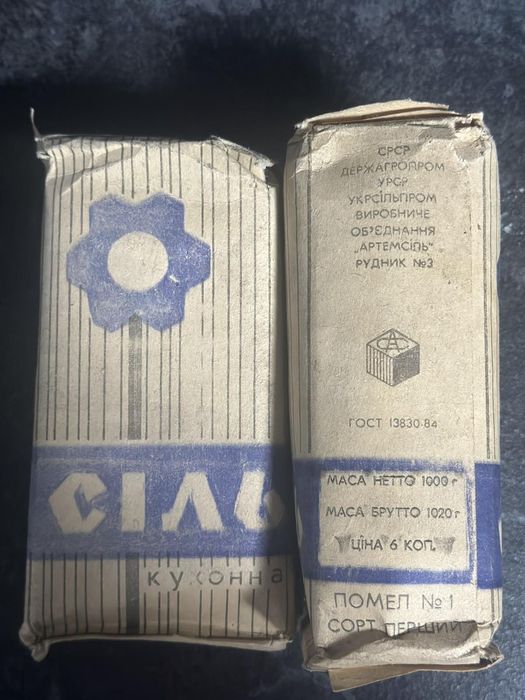 СІЛЬ
кухонна
СРСР
ДЕРЖАГРОПРОМ
УРСР
УКРСІЛЬПРОМ
ВИРОБНИЧЕ
ОБ'ЄДНАННЯ
„АРТЕМСІЛЬ"
РУДНИК №3
ГОСТ 13830-84
МАСА НЕТТО 1000 г
МАСА БРУТТО 1020 г
ЦІНА 6 КОП.
ПОМЕЛ №1
СОРТ ПЕРШИЙ